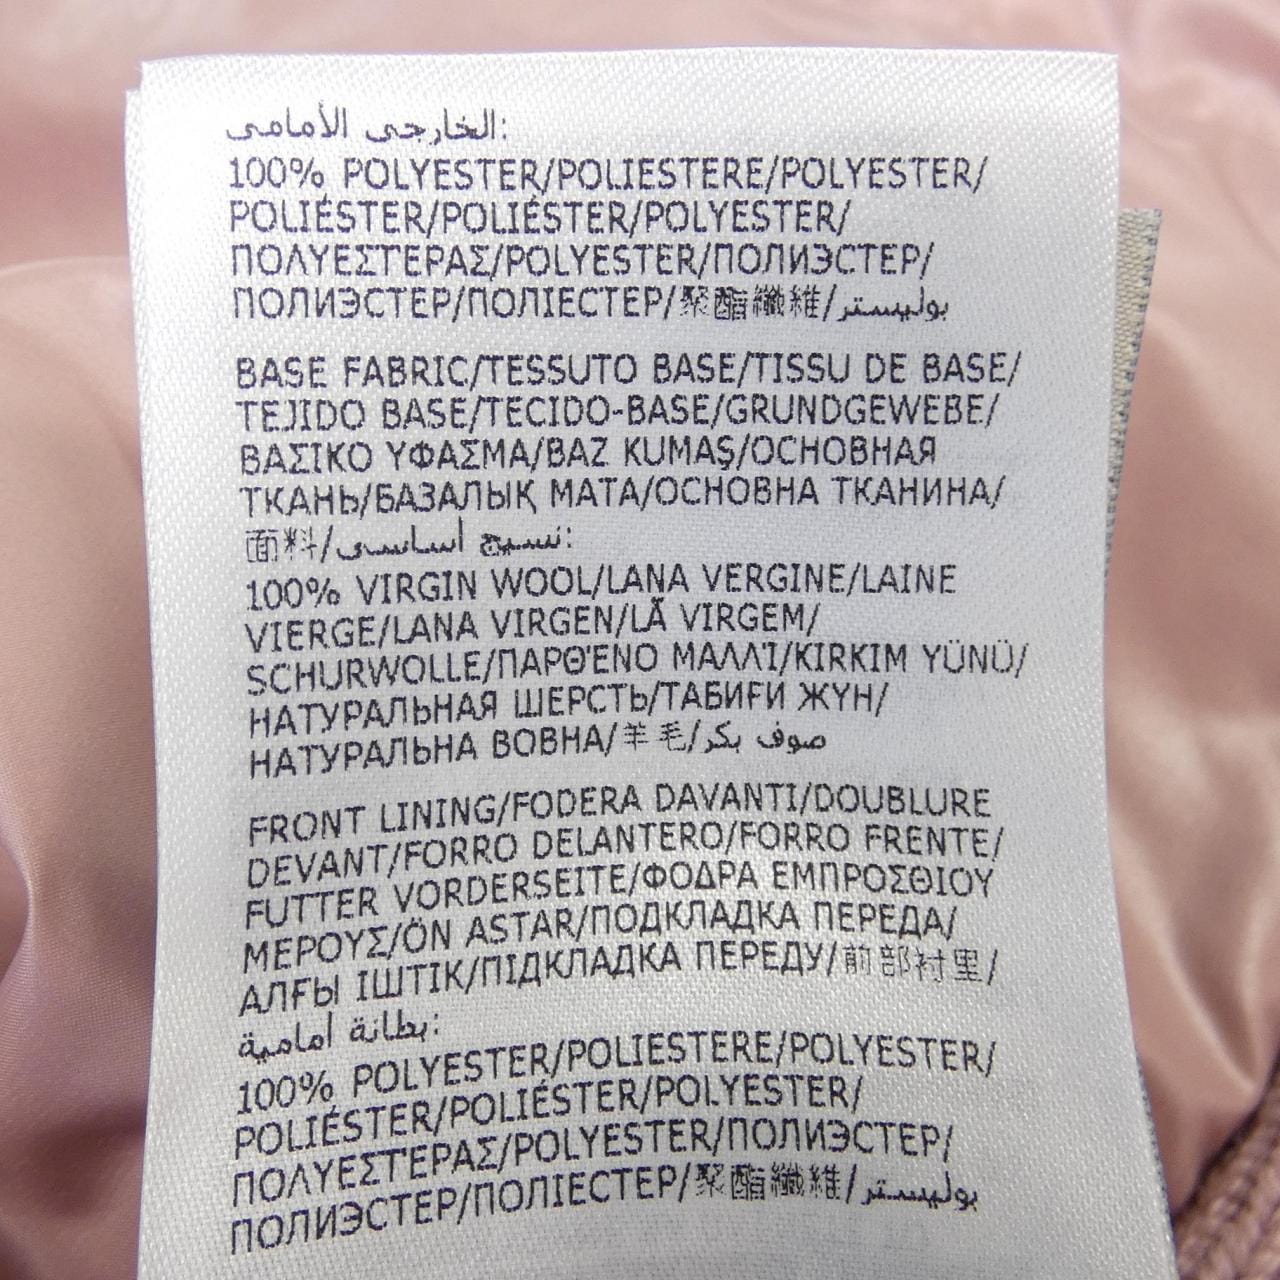 الخارجي الأمامي:
100% POLYESTER/POLIESTERE/POLYESTER/
POLIÉSTER/POLIÉSTER/POLYESTER/
ΠΟΛΥΕΣΤΕΡΑΣ/POLYESTER/ПОЛИЭСТЕР/
ПОЛИЭСТЕР/ПОЛІЕСТЕР/聚酯纖維/بوليستر
BASE FABRIC/TESSUTO BASE/TISSU DE BASE/
TEJIDO BASE/TECIDO-BASE/GRUNDGEWEBE/
ΒΑΣΙΚΟ ΥΦΑΣΜΑ/BAZ KUMAŞ/ОСНОВНАЯ
ТКАНЬ/БАЗАЛЫҚ МАТА/ОСНОВНА ТКАНИНА/
面料/نسيج أساسي:
100% VIRGIN WOOL/LANA VERGINE/LAINE
VIERGE/LANA VIRGEN/LÃ VIRGEM/
SCHURWOLLE/ΠΑΡΘΈΝΟ ΜΑΛΛΊ/KIRKIM YÜNÜ/
НАТУРАЛЬНАЯ ШЕРСТЬ/ТАБИҒИ ЖҮН/
НАТУРАЛЬНА ВОВНА/羊毛/صوف بكر
FRONT LINING/FODERA DAVANTI/DOUBLURE
DEVANT/FORRO DELANTERO/FORRO FRENTE/
FUTTER VORDERSEITE/ΦΟΔΡΑ ΕΜΠΡΟΣΘΙΟΥ
ΜΕΡΟΥΣ/ÖN ASTAR/ПОДКЛАДКА ПЕРЕДА/
АЛҒЫ ІШТІК/ПІДКЛАДКА ПЕРЕДУ/前部衬里/
بطانة أمامية:
100% POLYESTER/POLIESTERE/POLYESTER/
POLIÉSTER/POLIÉSTER/POLYESTER/
ΠΟΛΥΕΣΤΈΡΑΣ/POLYESTER/ПОЛИЭСТЕР/
ПОЛИЭСТЕР/ПОЛІЕСТЕР/聚酯纖維/بوليستر